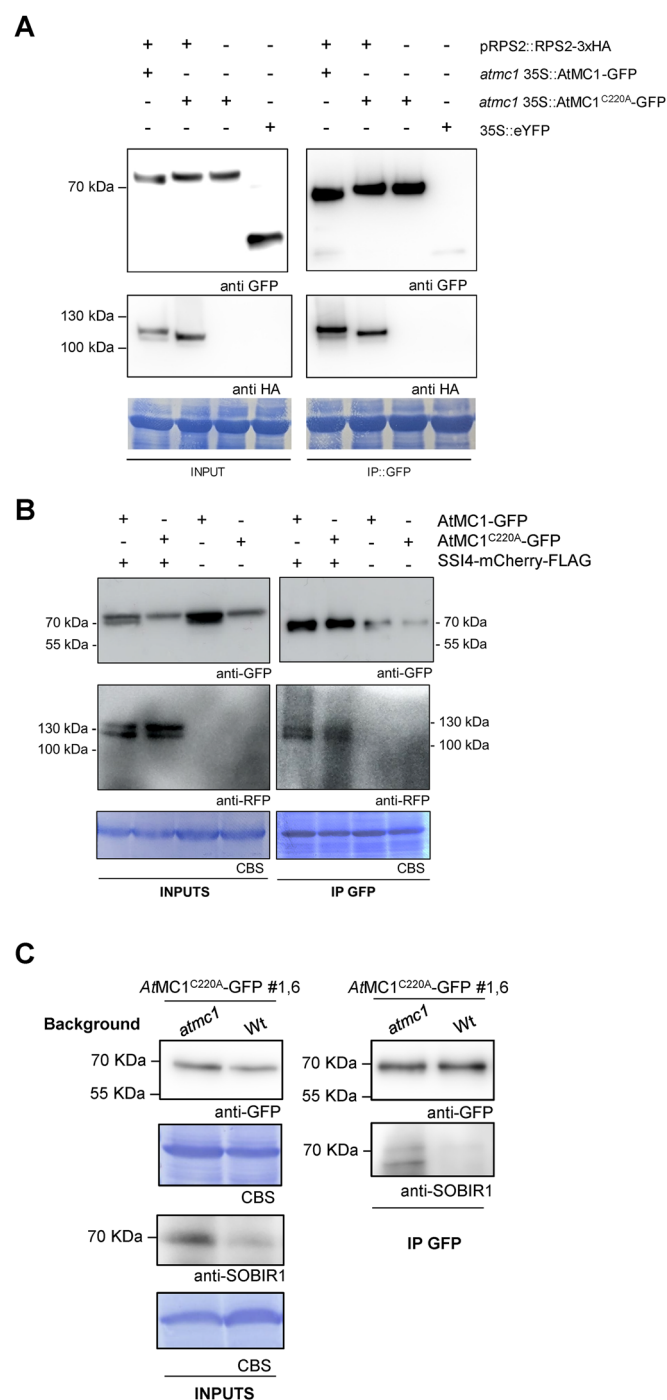 A
+ + - - + + - - pRPS2::RPS2-3xHA
+ - - - + - - - atmc1 35S::AtMC1-GFP
- + + - - + + - atmc1 35S::AtMC1C220A-GFP
- - - + - - - + 35S::eYFP
70 kDa
anti GFP anti GFP
130 kDa
100 kDa
anti HA anti HA
INPUT IP::GFP
B
+ - + - + - + - AtMC1-GFP
- + - + - + - + AtMC1C220A-GFP
+ + - - + + - - SSI4-mCherry-FLAG
70 kDa - - 70 kDa
55 kDa - - 55 kDa
anti-GFP anti-GFP
130 kDa - - 130 kDa
100 kDa - - 100 kDa
anti-RFP anti-RFP
CBS CBS
INPUTS IP GFP
C
AtMC1C220A-GFP #1,6 AtMC1C220A-GFP #1,6
Background atmc1 Wt atmc1 Wt
70 KDa 70 KDa
55 KDa 55 KDa
anti-GFP anti-GFP
CBS
70 KDa
anti-SOBIR1
IP GFP
70 KDa
anti-SOBIR1
CBS
INPUTS